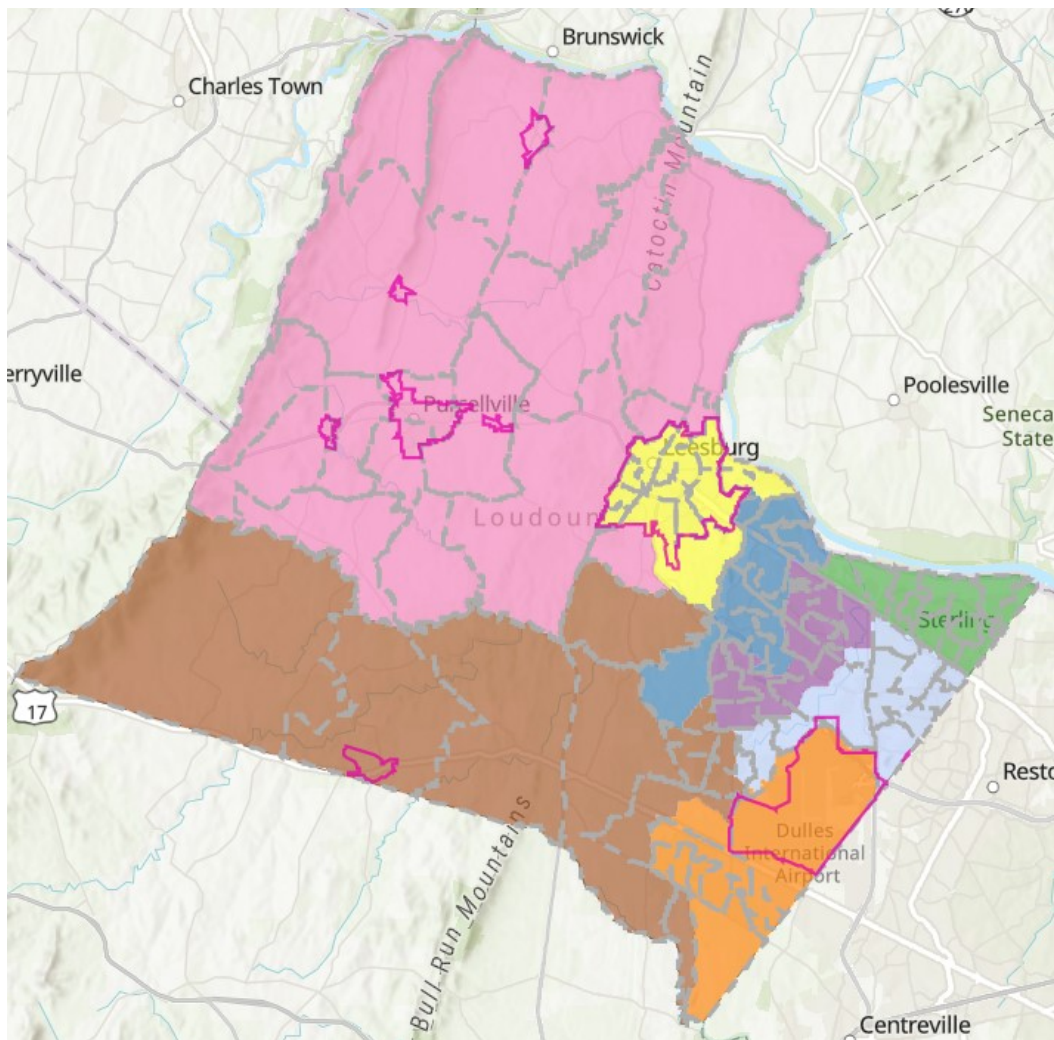 Brunswick
Charles Town
Catoctin Mountain
erryville
Poolesville
Seneca
State
Purcellville
Leesburg
Loudoun
Sterling
17
Resto
Dulles
International
Airport
Bull Run Mountains
Centreville